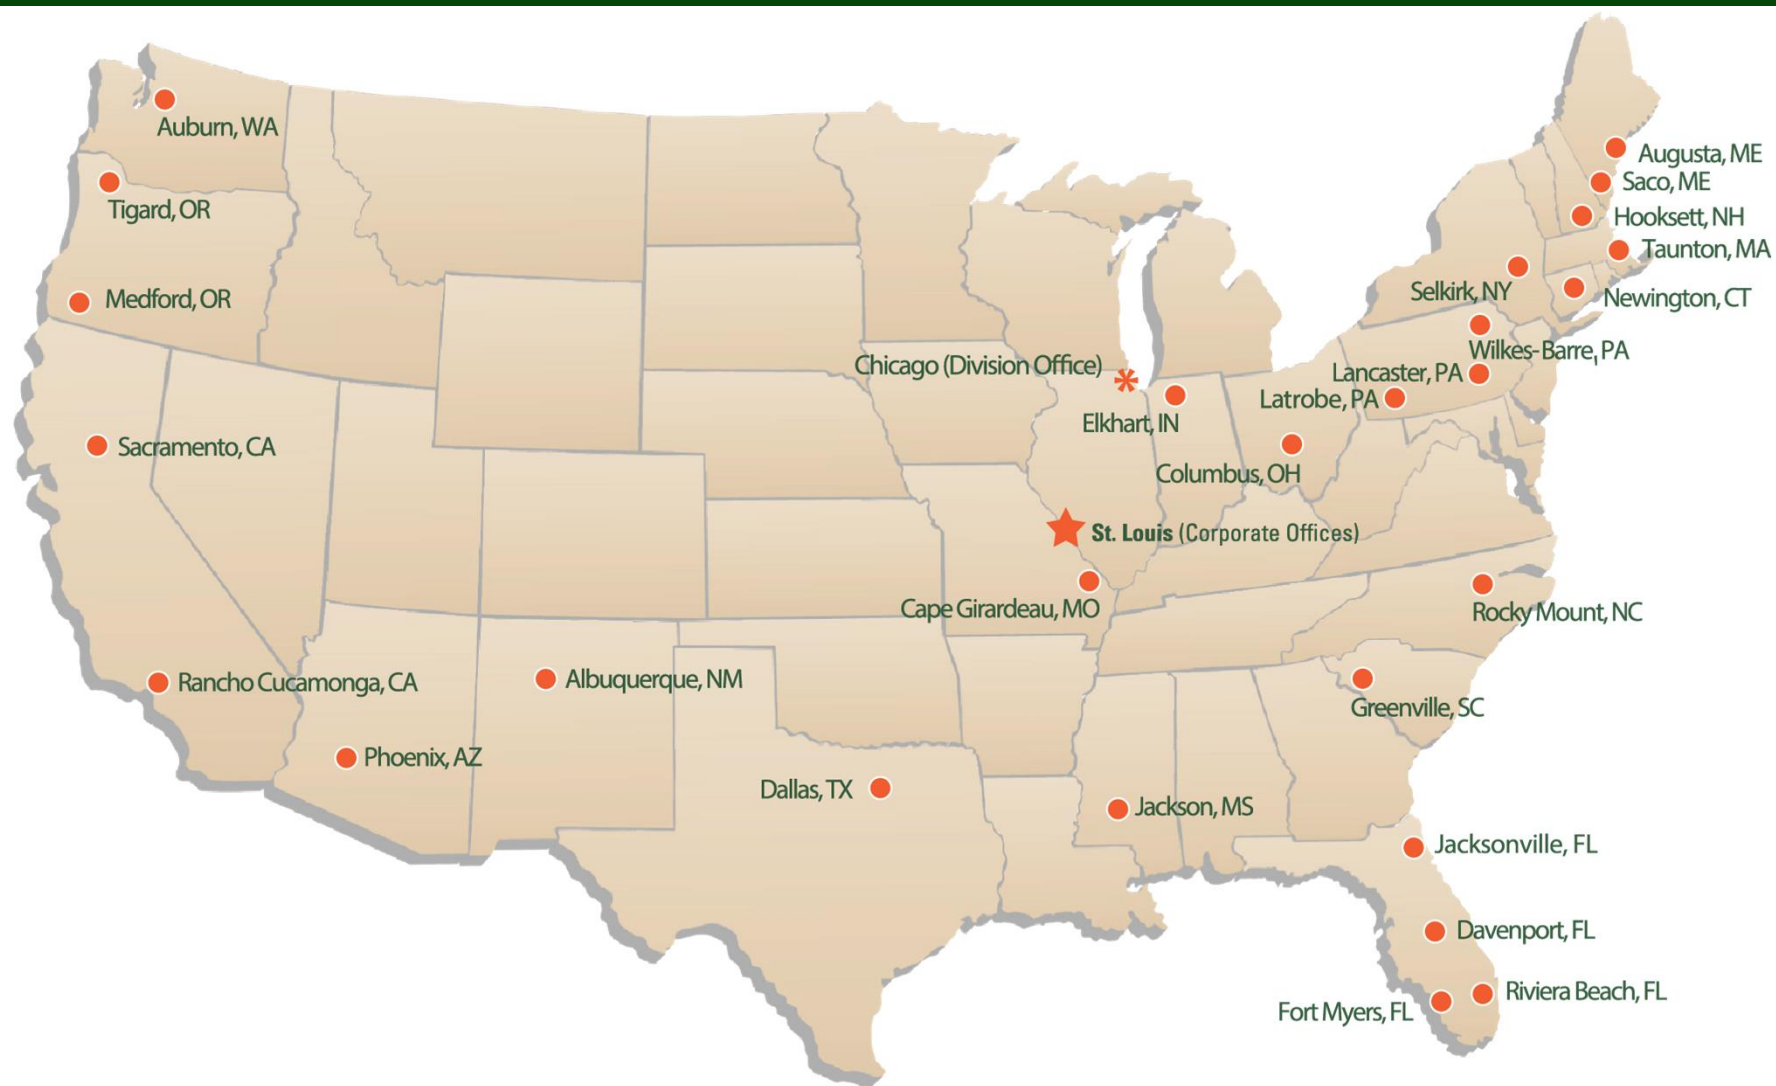 Auburn, WA
Augusta, ME
Saco, ME
Tigard, OR
Hooksett, NH
Taunton, MA
Selkirk, NY
Medford, OR
Newington, CT
Wilkes-Barre, PA
Chicago (Division Office)
*
Lancaster, PA
Latrobe, PA
Elkhart, IN
Sacramento, CA
Columbus, OH
St. Louis (Corporate Offices)
Cape Girardeau, MO
Rocky Mount, NC
Rancho Cucamonga, CA
Albuquerque, NM
Greenville, SC
Phoenix, AZ
Dallas, TX
Jackson, MS
Jacksonville, FL
Davenport, FL
Riviera Beach, FL
Fort Myers, FL